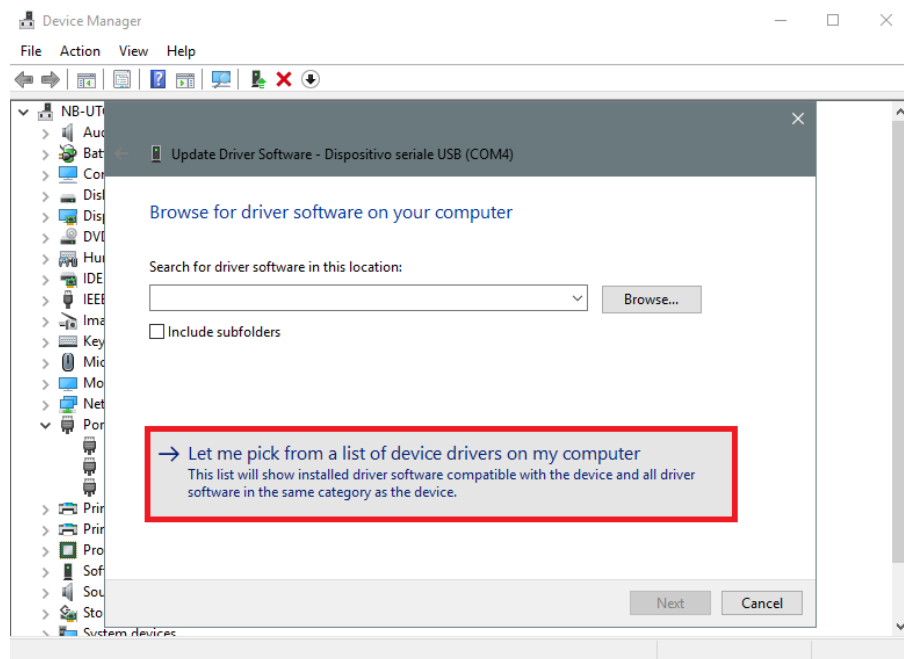 Device Manager
File Action View Help
NB-UT
Update Driver Software - Dispositivo seriale USB (COM4)
Browse for driver software on your computer
Search for driver software in this location:
Browse...
Include subfolders
Let me pick from a list of device drivers on my computer
This list will show installed driver software compatible with the device and all driver
software in the same category as the device.
Next Cancel
Aud
Bat
Cor
Disl
Disp
DVD
Hur
IDE
IEEE
Ima
Key
Mic
Mo
Net
Por
Prin
Prin
Pro
Sof
Sou
Sto
System devices